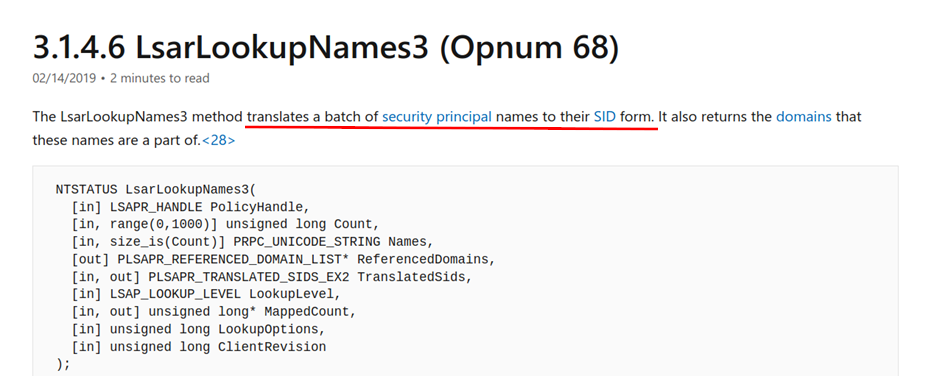 3.1.4.6 LsarLookupNames3 (Opnum 68)
02/14/2019 • 2 minutes to read
The LsarLookupNames3 method translates a batch of security principal names to their SID form. It also returns the domains that
these names are a part of.<28>
NTSTATUS LsarLookupNames3(
[in] LSAPR_HANDLE PolicyHandle,
[in, range(0,1000)] unsigned long Count,
[in, size_is(Count)] PRPC_UNICODE_STRING Names,
[out] PLSAPR_REFERENCED_DOMAIN_LIST* ReferencedDomains,
[in, out] PLSAPR_TRANSLATED_SIDS_EX2 TranslatedSids,
[in] LSAP_LOOKUP_LEVEL LookupLevel,
[in, out] unsigned long* MappedCount,
[in] unsigned long LookupOptions,
[in] unsigned long ClientRevision
);